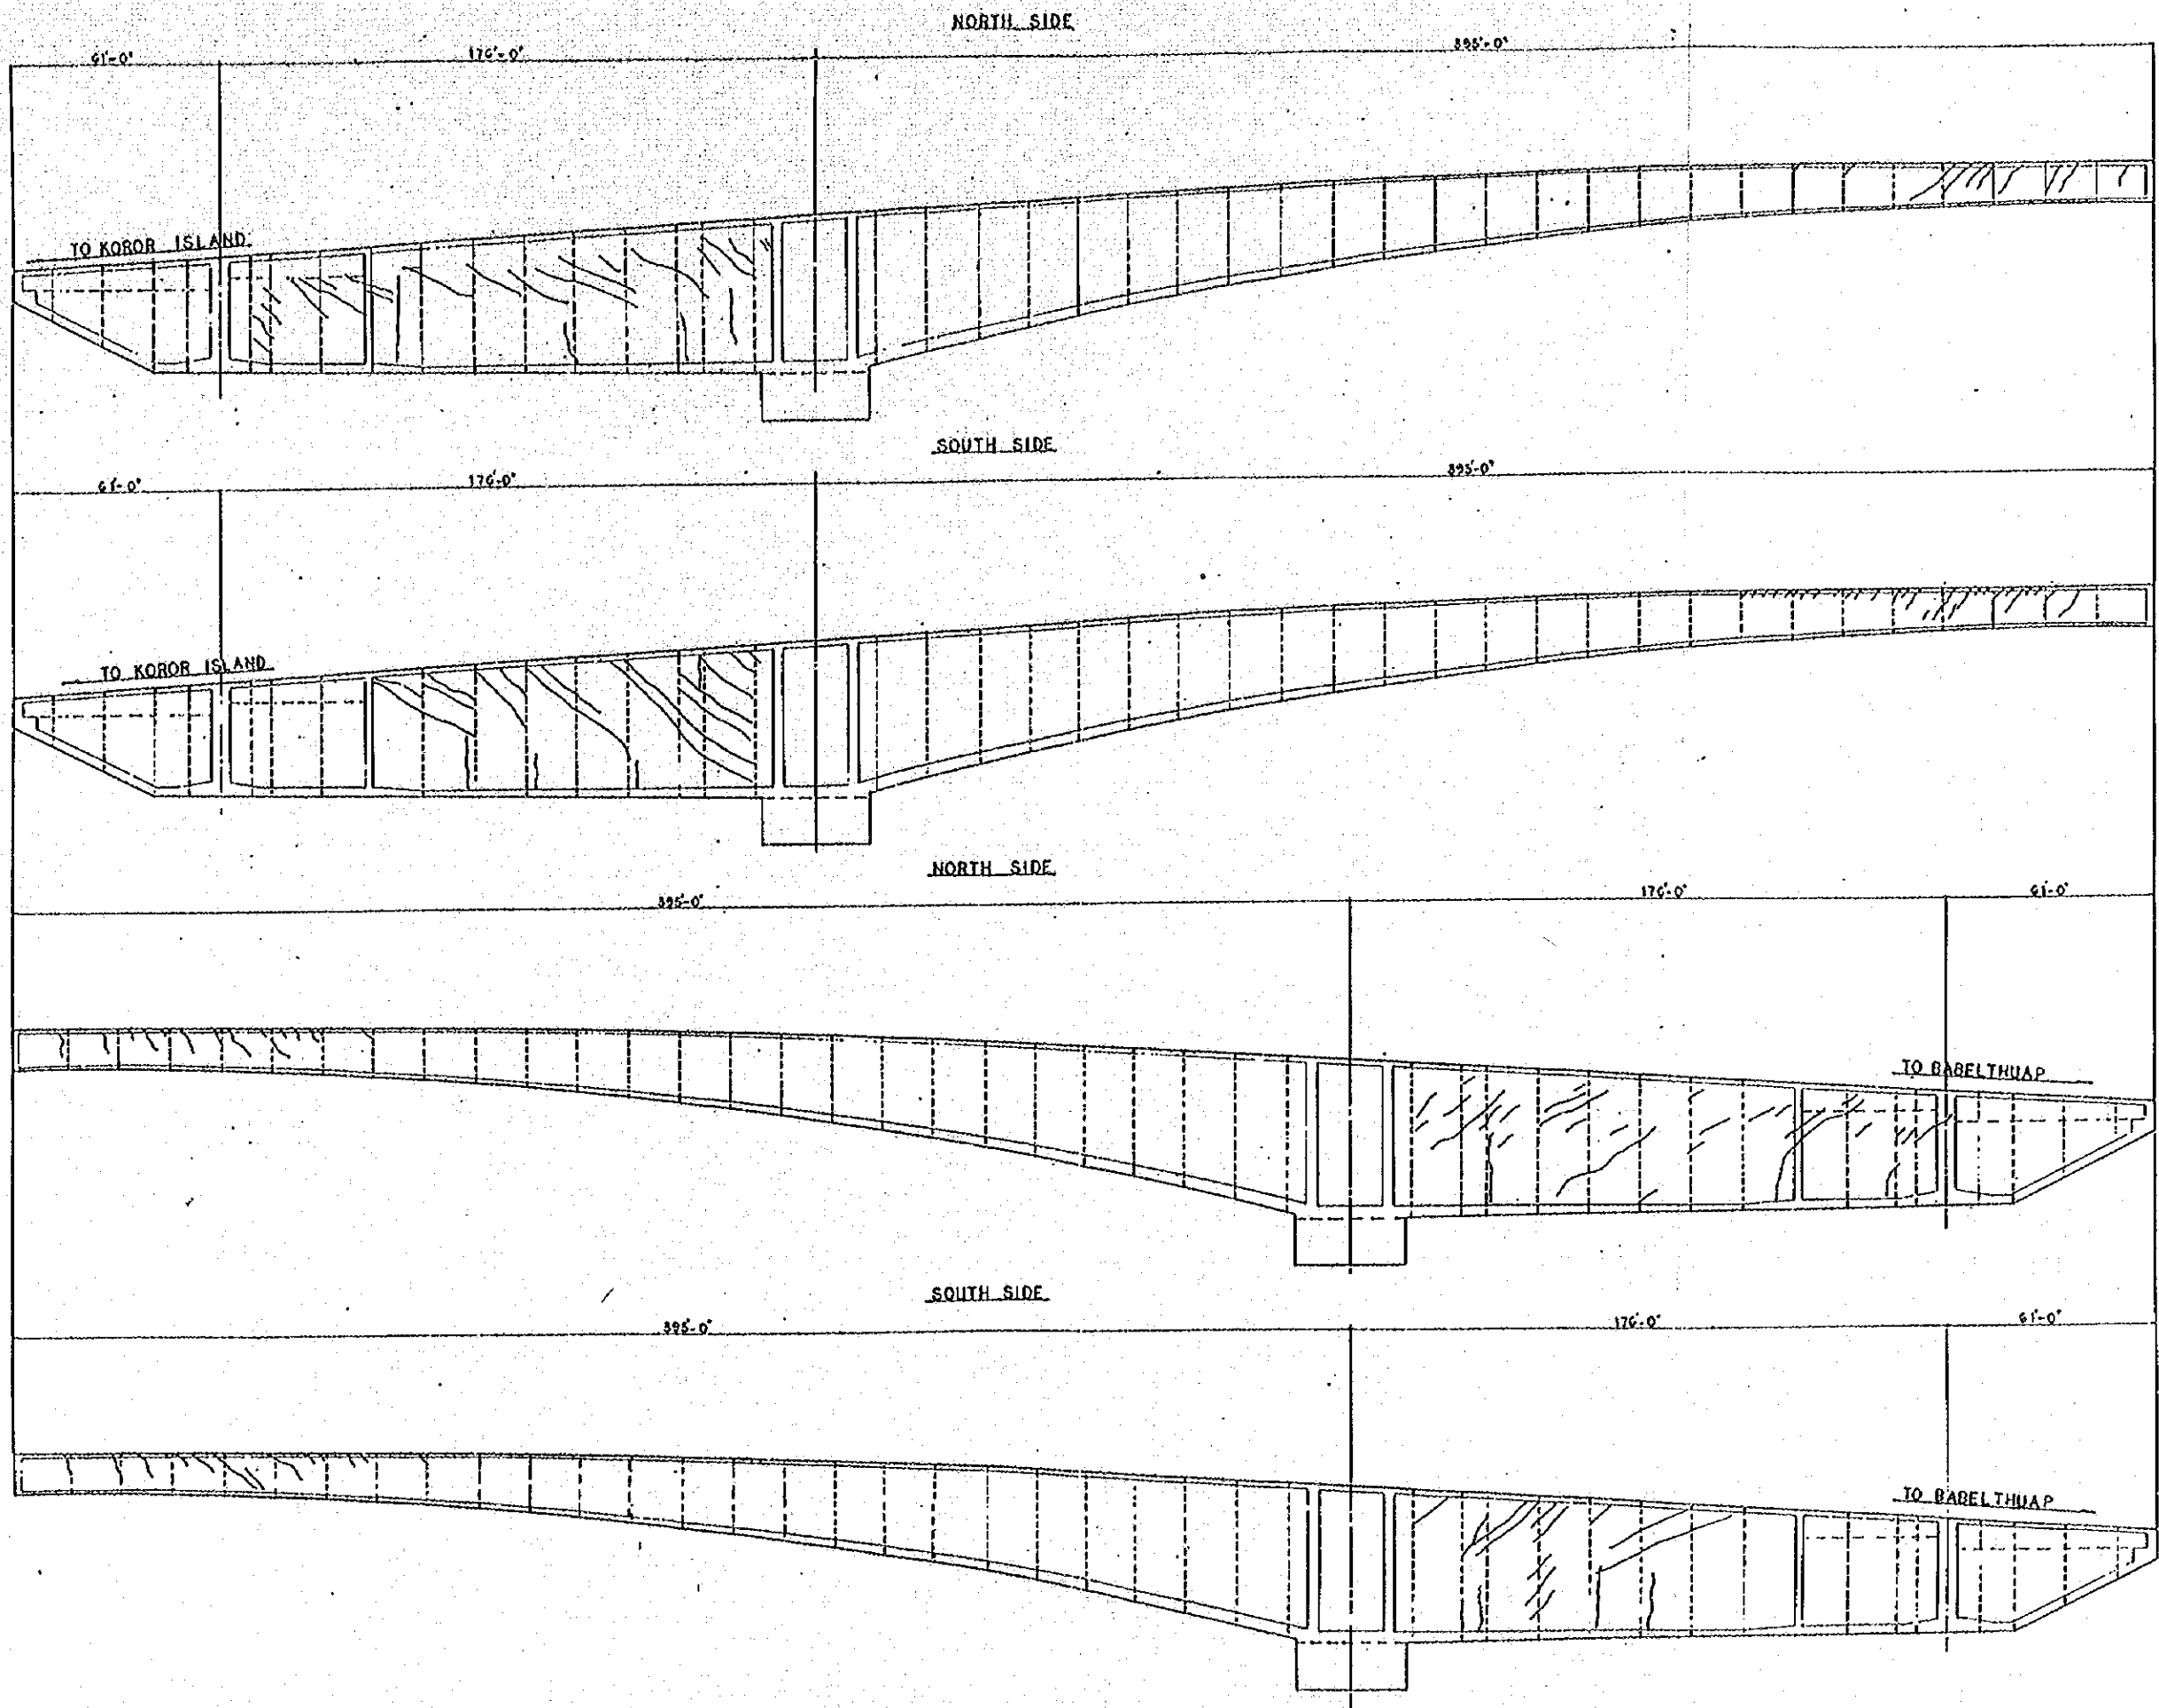 NORTH SIDE
61'-0" 176'-0" 395'-0"
TO KOROR ISLAND
SOUTH SIDE
61'-0" 176'-0" 395'-0"
TO KOROR ISLAND
NORTH SIDE
395'-0" 176'-0" 61'-0"
TO BABELTHUAP
SOUTH SIDE
395'-0" 176'-0" 61'-0"
TO BABELTHUAP